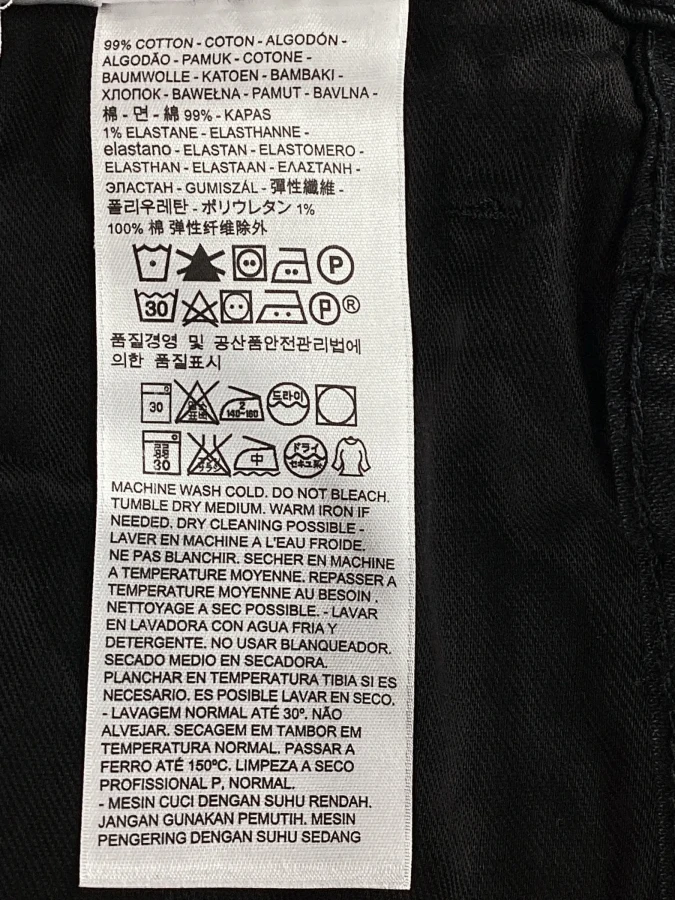 99% COTTON - COTON - ALGODÓN -
ALGODÃO - PAMUK - COTONE -
BAUMWOLLE - KATOEN - BAMBAKI -
ХЛОПОК - BAWEŁNA - PAMUT - BAVLNA -
棉 - 면 - 綿 99% - KAPAS
1% ELASTANE - ELASTHANNE -
elastano - ELASTAN - ELASTOMERO -
ELASTHAN - ELASTAAN - ΕΛΑΣΤΑΝΗ -
ЭЛАСТАН - GUMISZÁL - 彈性纖維 -
폴리우레탄 - ポリウレタン 1%
100% 棉 弹性纤维除外
P
30 P ®
품질경영 및 공산품안전관리법에
의한 품질표시
30 2 140~160 드라이
30 中 ドライ セキユ系
MACHINE WASH COLD. DO NOT BLEACH.
TUMBLE DRY MEDIUM. WARM IRON IF
NEEDED. DRY CLEANING POSSIBLE -
LAVER EN MACHINE A L'EAU FROIDE.
NE PAS BLANCHIR. SECHER EN MACHINE
A TEMPERATURE MOYENNE. REPASSER A
TEMPERATURE MOYENNE AU BESOIN .
NETTOYAGE A SEC POSSIBLE. - LAVAR
EN LAVADORA CON AGUA FRIA Y
DETERGENTE. NO USAR BLANQUEADOR.
SECADO MEDIO EN SECADORA.
PLANCHAR EN TEMPERATURA TIBIA SI ES
NECESARIO. ES POSIBLE LAVAR EN SECO.
- LAVAGEM NORMAL ATÉ 30º. NÃO
ALVEJAR. SECAGEM EM TAMBOR EM
TEMPERATURA NORMAL. PASSAR A
FERRO ATÉ 150ºC. LIMPEZA A SECO
PROFISSIONAL P, NORMAL.
- MESIN CUCI DENGAN SUHU RENDAH.
JANGAN GUNAKAN PEMUTIH. MESIN
PENGERING DENGAN SUHU SEDANG